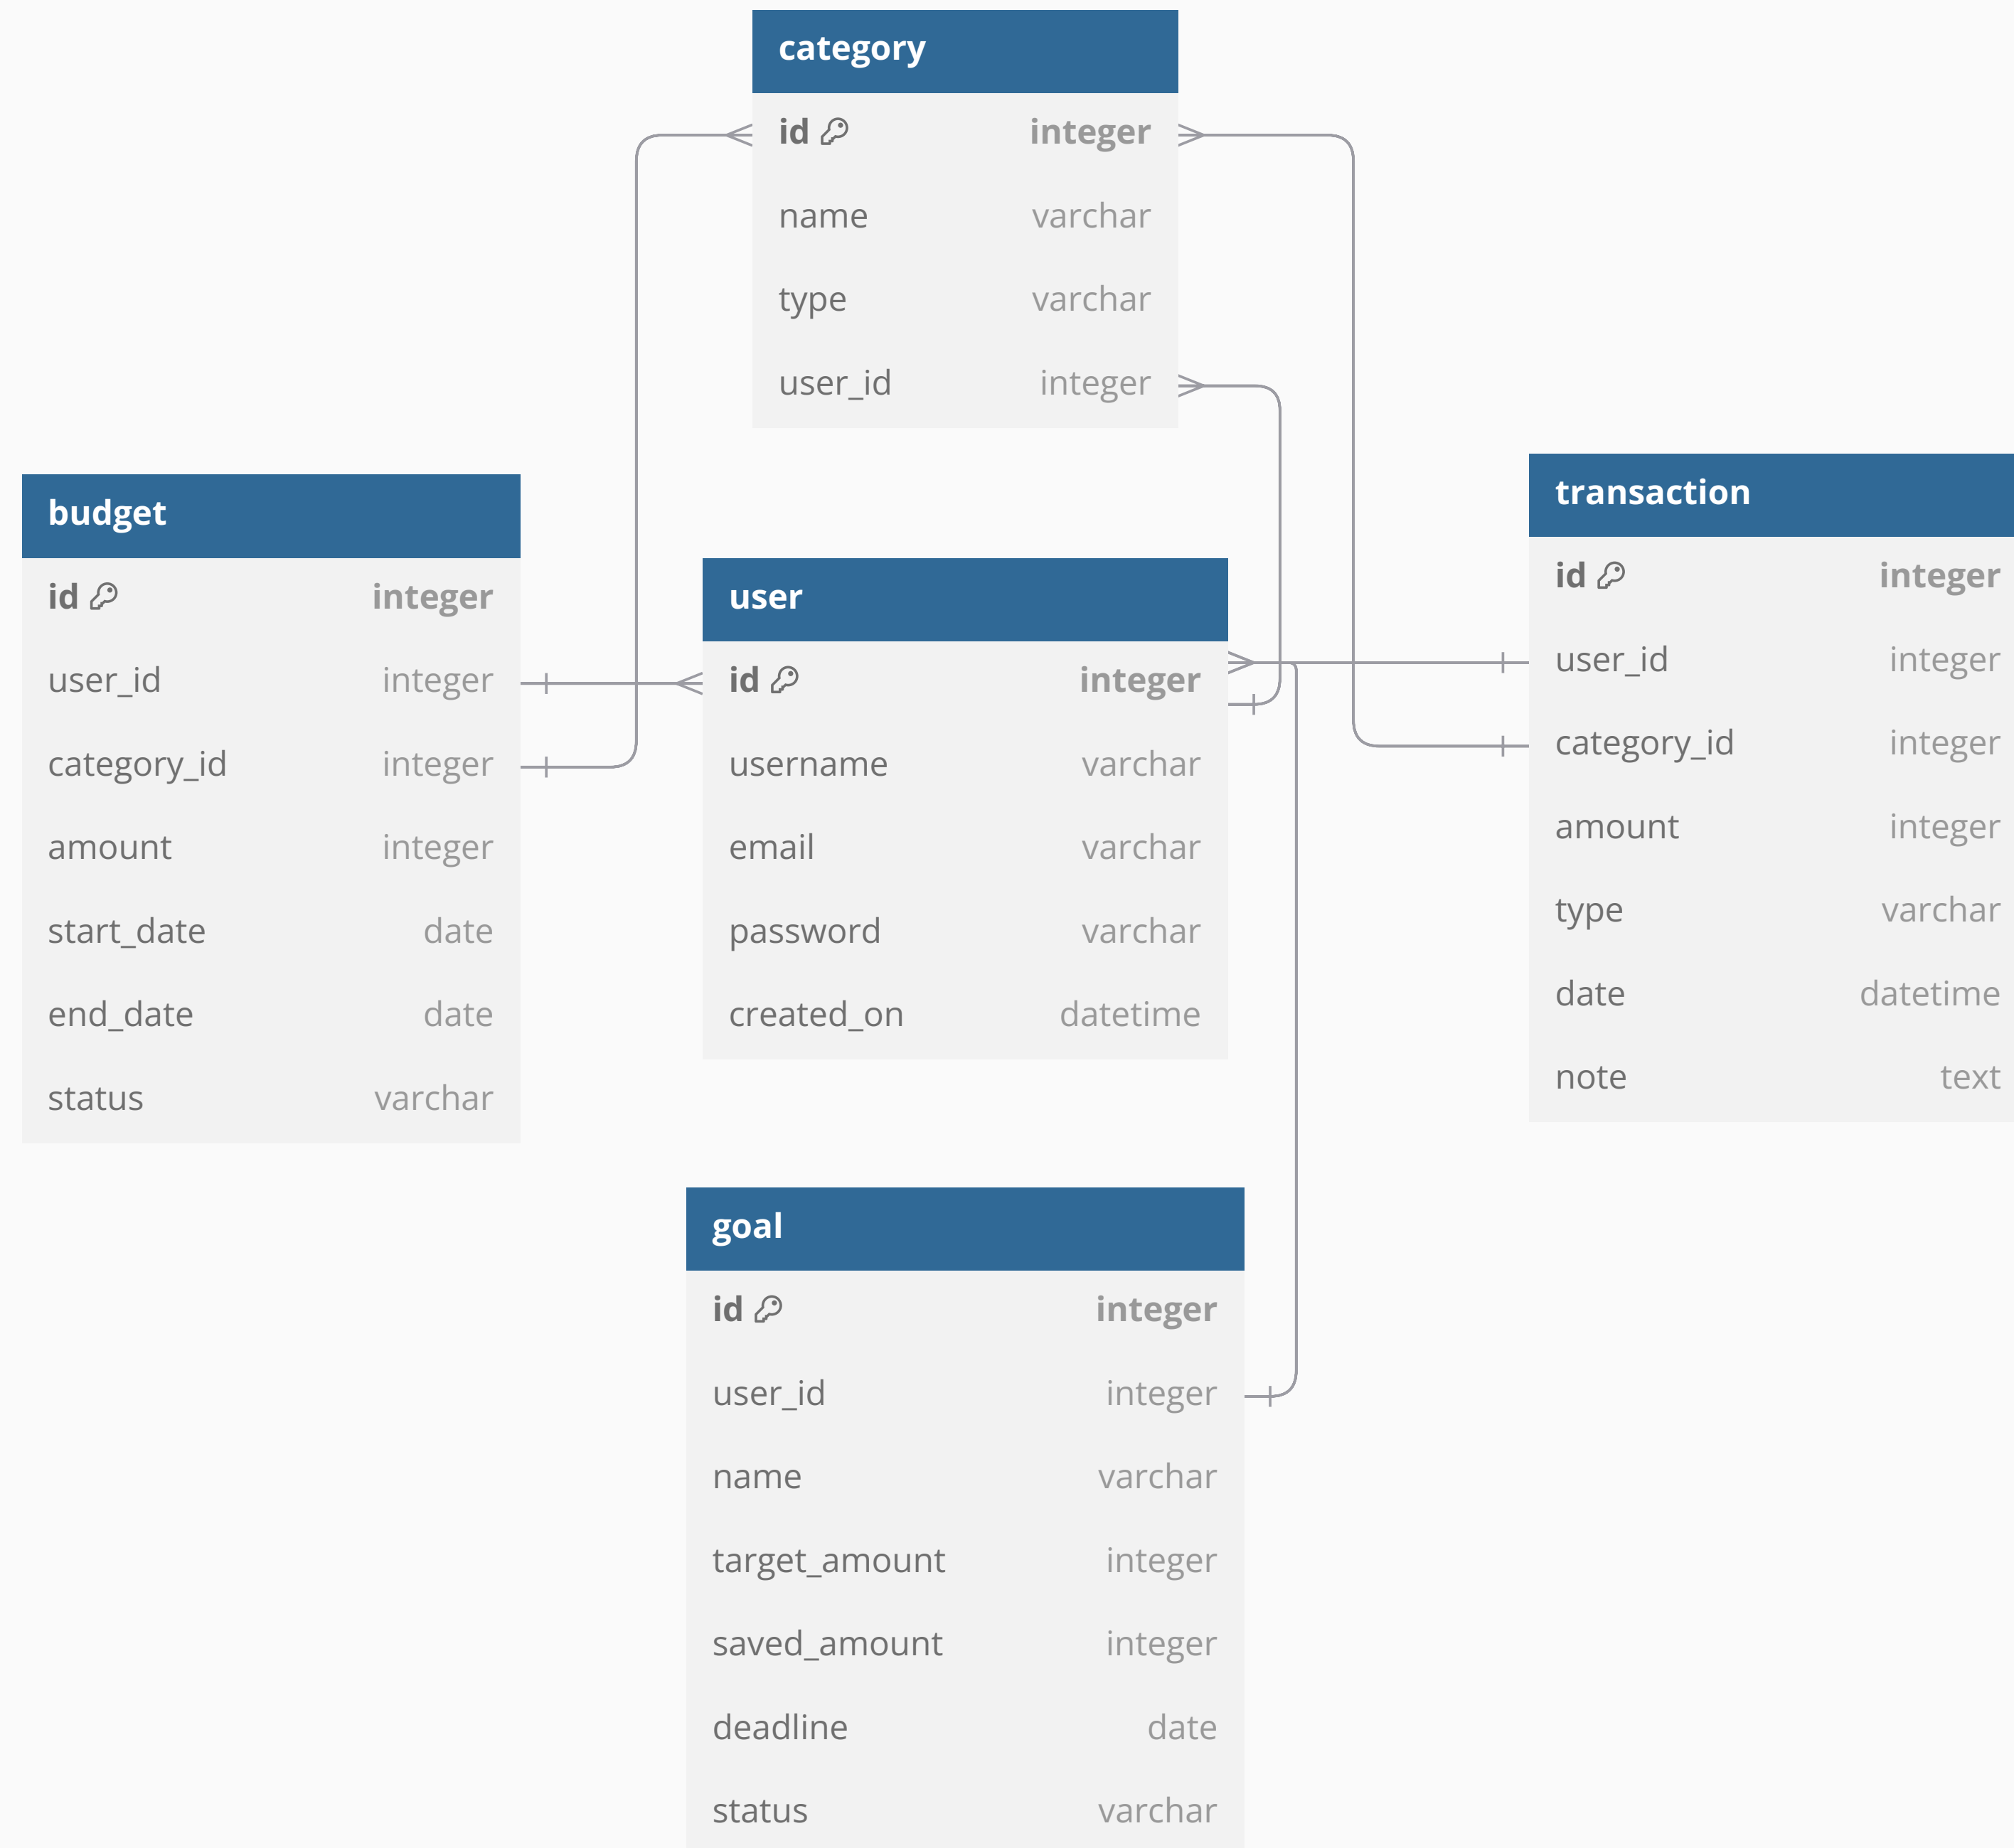 category
id integer
name varchar
type varchar
user_id integer
budget
id integer
user_id integer
category_id integer
amount integer
start_date date
end_date date
status varchar
user
id integer
username varchar
email varchar
password varchar
created_on datetime
transaction
id integer
user_id integer
category_id integer
amount integer
type varchar
date datetime
note text
goal
id integer
user_id integer
name varchar
target_amount integer
saved_amount integer
deadline date
status varchar